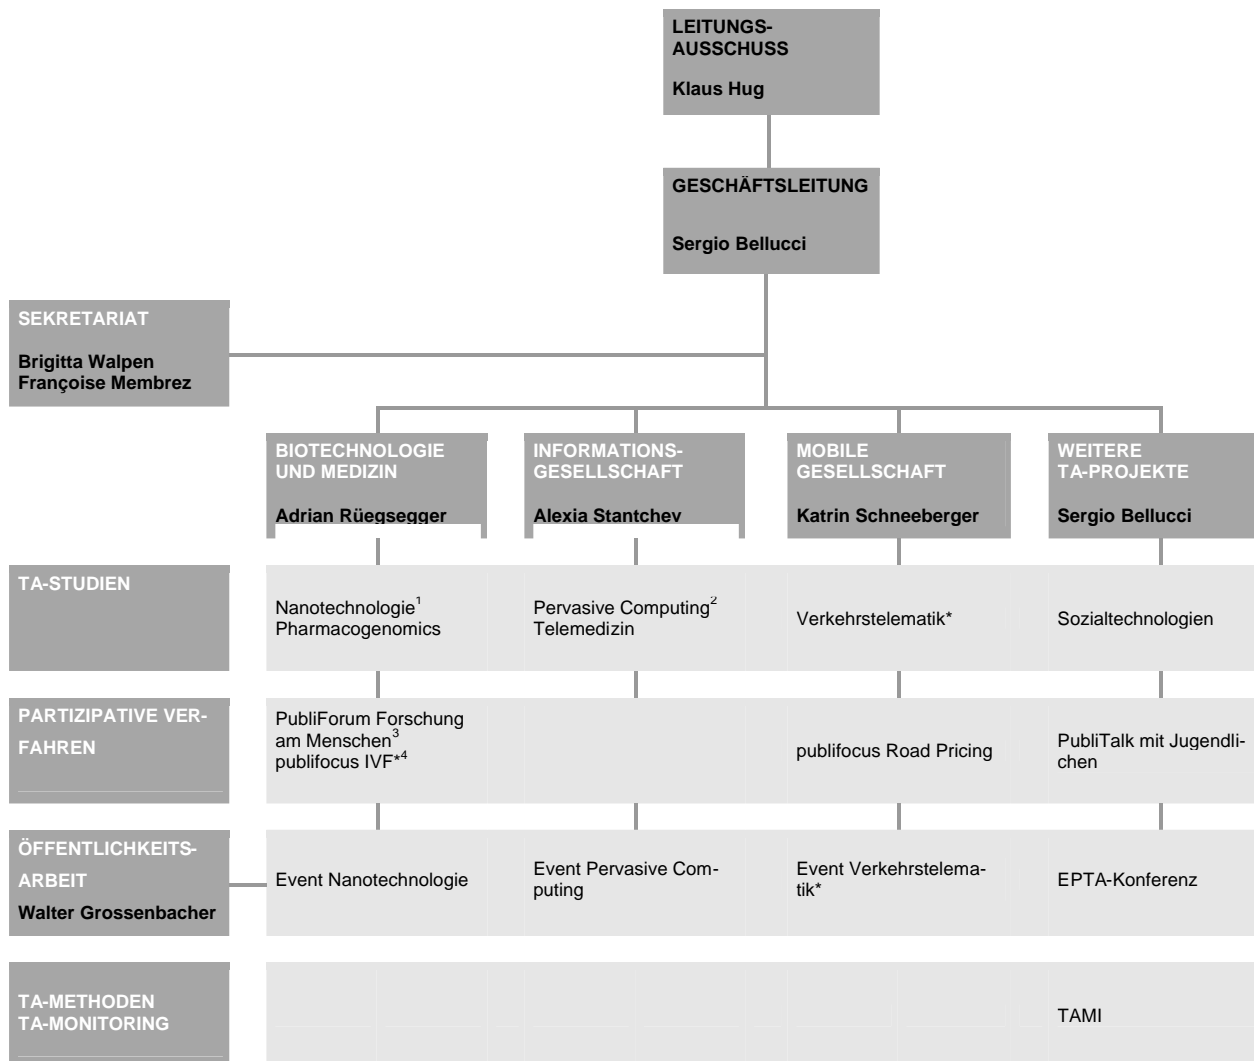 LEITUNGS-
AUSSCHUSS
Klaus Hug
GESCHÄFTSLEITUNG
Sergio Bellucci
SEKRETARIAT
Brigitta Walpen
Françoise Membrez
BIOTECHNOLOGIE
UND MEDIZIN
Adrian Rüegsegger
INFORMATIONS-
GESELLSCHAFT
Alexia Stantchev
MOBILE
GESELLSCHAFT
Katrin Schneeberger
WEITERE
TA-PROJEKTE
Sergio Bellucci
TA-STUDIEN
Nanotechnologie¹
Pharmacogenomics
Pervasive Computing²
Telemedizin
Verkehrstelematik*
Sozialtechnologien
PARTIZIPATIVE VER-
FAHREN
PubliForum Forschung
am Menschen³
publifocus IVF*⁴
publifocus Road Pricing
PubliTalk mit Jugendli-
chen
ÖFFENTLICHKEITS-
ARBEIT
Walter Grossenbacher
Event Nanotechnologie
Event Pervasive Com-
puting
Event Verkehrstelema-
tik*
EPTA-Konferenz
TA-METHODEN
TA-MONITORING
TAMI